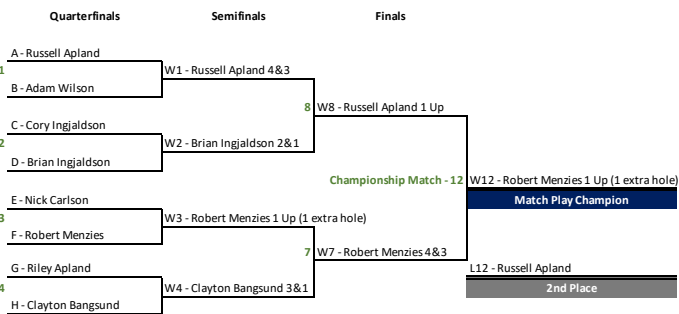 Quarterfinals Semifinals Finals
A - Russell Apland
1
W1 - Russell Apland 4&3
B - Adam Wilson
8 W8 - Russell Apland 1 Up
C - Cory Ingjaldson
2
W2 - Brian Ingjaldson 2&1
D - Brian Ingjaldson
Championship Match - 12 W12 - Robert Menzies 1 Up (1 extra hole)
Match Play Champion
E - Nick Carlson
3
W3 - Robert Menzies 1 Up (1 extra hole)
F - Robert Menzies
7 W7 - Robert Menzies 4&3
G - Riley Apland
4
W4 - Clayton Bangsund 3&1
H - Clayton Bangsund
L12 - Russell Apland
2nd Place